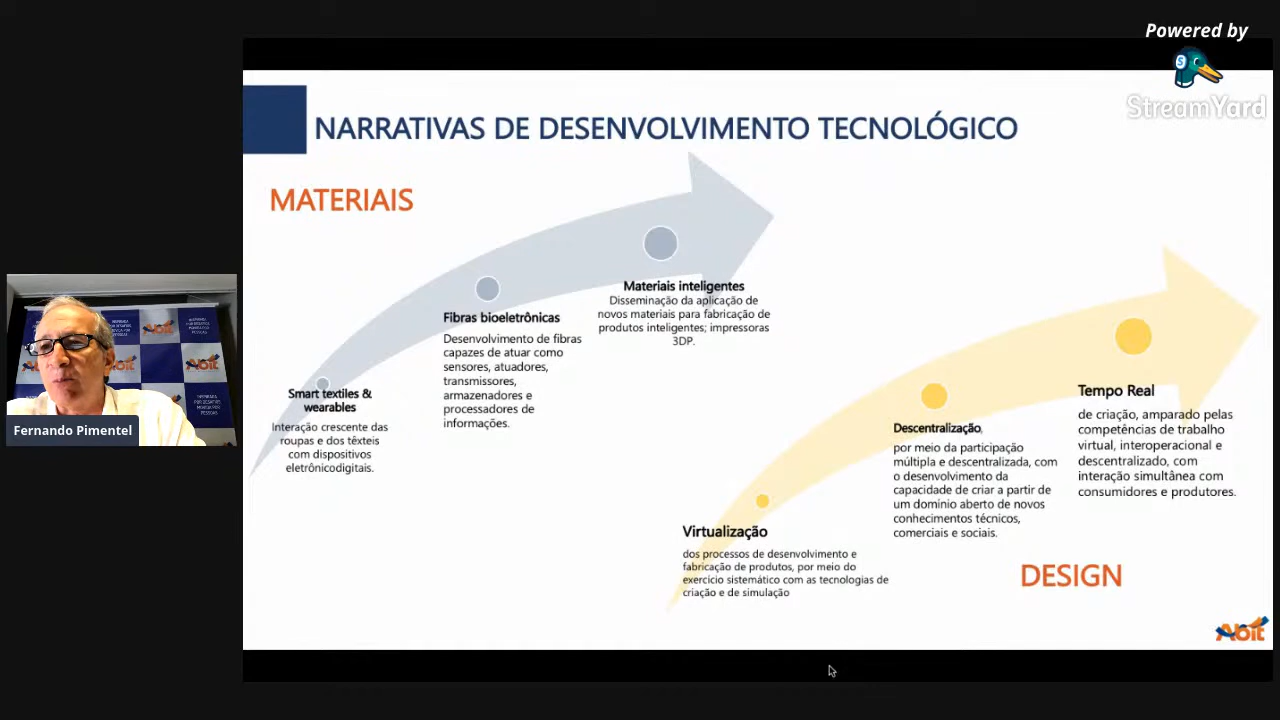 Powered by
StreamYard
NARRATIVAS DE DESENVOLVIMENTO TECNOLÓGICO
MATERIAIS
Smart textiles &
wearables
Interação crescente das
roupas e dos têxteis
com dispositivos
eletrônicodigitais.
Fibras bioeletrônicas
Desenvolvimento de fibras
capazes de atuar como
sensores, atuadores,
transmissores,
armazenadores e
processadores de
informações.
Materiais inteligentes
Disseminação da aplicação de
novos materiais para fabricação de
produtos inteligentes; impressoras
3DP.
Virtualização
dos processos de desenvolvimento e
fabricação de produtos, por meio do
exercicio sistemático com as tecnologias de
criação e de simulação
Descentralização
por meio da participação
múltipla e descentralizada, com
o desenvolvimento da
capacidade de criar a partir de
um domínio aberto de novos
conhecimentos técnicos,
comerciais e sociais.
Tempo Real
de criação, amparado pelas
competências de trabalho
virtual, interoperacional e
descentralizado, com
interação simultânea com
consumidores e produtores.
DESIGN
Abit
Abit
Fernando Pimentel